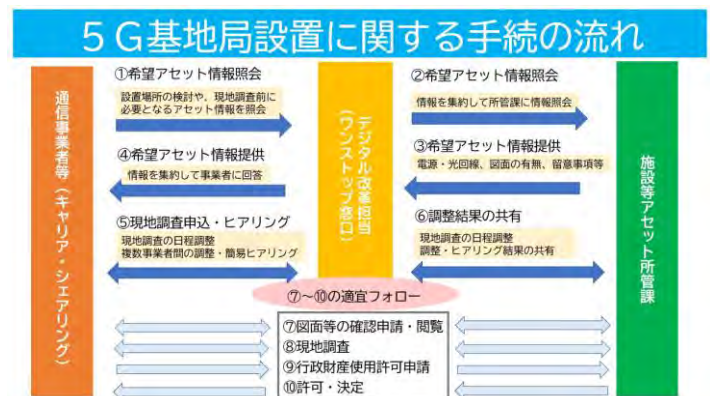 5G基地局設置に関する手続の流れ
通信事業者等(キャリア・シェアリング)
①希望アセット情報照会
設置場所の検討や、現地調査前に
必要となるアセット情報を照会
④希望アセット情報提供
情報を集約して事業者に回答
⑤現地調査申込・ヒアリング
現地調査の日程調整
複数事業者間の調整・簡易ヒアリング
デジタル改革担当
(ワンストップ窓口)
②希望アセット情報照会
情報を集約して所管課に情報照会
③希望アセット情報提供
電源・光回線、図面の有無、留意事項等
⑥調整結果の共有
現地調査の日程調整
調整・ヒアリング結果の共有
施設等アセット所管課
⑦~⑩の適宜フォロー
⑦図面等の確認申請・閲覧
⑧現地調査
⑨行政財産使用許可申請
⑩許可・決定